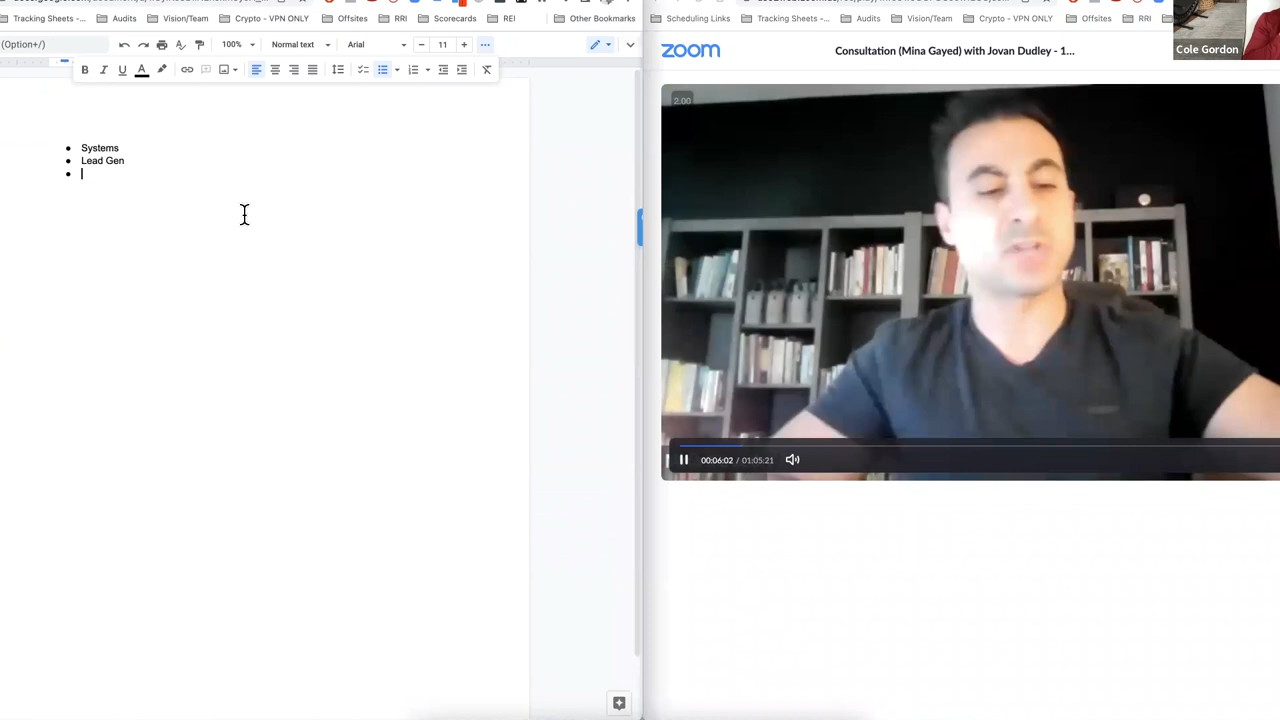 Tracking Sheets -... Audits Vision/Team Crypto - VPN ONLY Offsites RRI Scorecards REI Other Bookmarks
(Option+/) 100% Normal text Arial 11
B I U A
Systems
Lead Gen
Scheduling Links Tracking Sheets -... Audits Vision/Team Crypto - VPN ONLY Offsites RRI
zoom Consultation (Mina Gayed) with Jovan Dudley - 1...
Cole Gordon
2.00
00:06:02 / 01:05:21